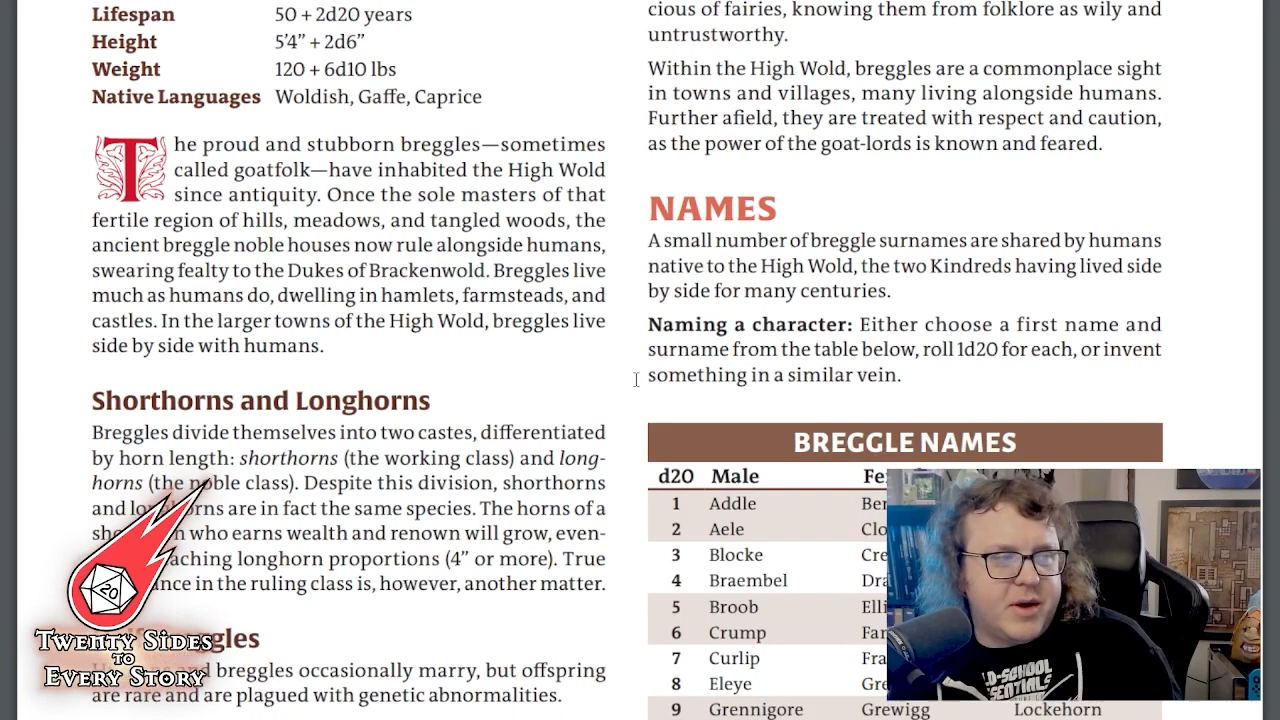 Lifespan 50 + 2d20 years
Height 5’4” + 2d6”
Weight 120 + 6d10 lbs
Native Languages Woldish, Gaffe, Caprice
The proud and stubborn breggles—sometimes
called goatfolk—have inhabited the High Wold
since antiquity. Once the sole masters of that
fertile region of hills, meadows, and tangled woods, the
ancient breggle noble houses now rule alongside humans,
swearing fealty to the Dukes of Brackenwold. Breggles live
much as humans do, dwelling in hamlets, farmsteads, and
castles. In the larger towns of the High Wold, breggles live
side by side with humans.
Shorthorns and Longhorns
Breggles divide themselves into two castes, differentiated
by horn length: shorthorns (the working class) and long-
horns (the noble class). Despite this division, shorthorns
and are in fact the same species. The horns of a
who earns wealth and renown will grow, even-
longhorn proportions (4” or more). True
in the ruling class is, however, another matter.
and breggles occasionally marry, but offspring
are rare and are plagued with genetic abnormalities.
cious of fairies, knowing them from folklore as wily and
untrustworthy.
Within the High Wold, breggles are a commonplace sight
in towns and villages, many living alongside humans.
Further afield, they are treated with respect and caution,
as the power of the goat-lords is known and feared.
NAMES
A small number of breggle surnames are shared by humans
native to the High Wold, the two Kindreds having lived side
by side for many centuries.
Naming a character: Either choose a first name and
surname from the table below, roll 1d20 for each, or invent
something in a similar vein.
BREGGLE NAMES
d20 Male
1 Addle
2 Aele
3 Blocke
4 Braembel
5 Broob
6 Crump
7 Curlip
8 Eleye
9 Grennigore Grewigg Lockehorn
20
Twenty Sides
to
Every Story